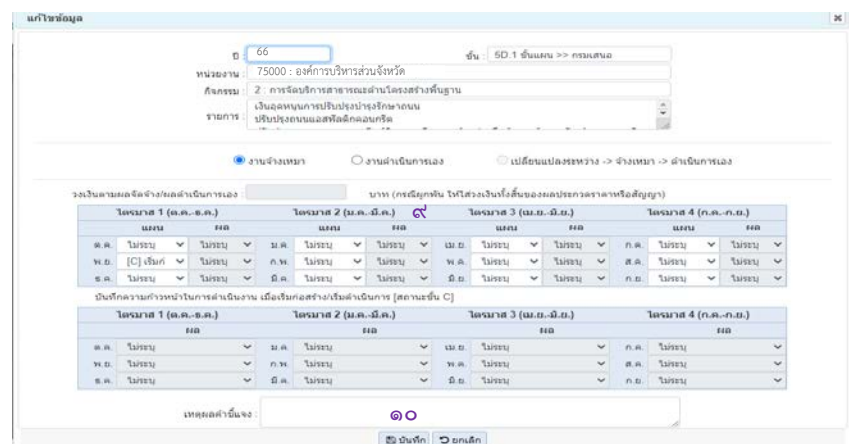 แก้ไขข้อมูล
ปี : 66 ชั้น : 5D.1 ชั้นแผน >> กรมเสนอ
หน่วยงาน : 75000 : องค์การบริหารส่วนจังหวัด
กิจกรรม : 2 : การจัดบริการสาธารณะด้านโครงสร้างพื้นฐาน
รายการ : เงินอุดหนุนการปรับปรุงบำรุงรักษาถนน
ปรับปรุงถนนแอสฟัลติกคอนกรีต
งานจ้างเหมา งานดำเนินการเอง เปลี่ยนแปลงระหว่าง -> จ้างเหมา -> ดำเนินการเอง
วงเงินตามผลจัดจ้าง/ผลดำเนินการเอง : บาท (กรณีผูกพัน ให้ใส่วงเงินทั้งสิ้นของผลประกวดราคาหรือสัญญา)
ไตรมาส 1 (ต.ค.-ธ.ค.) ไตรมาส 2 (ม.ค.-มี.ค.) ๙ ไตรมาส 3 (เม.ย.-มิ.ย.) ไตรมาส 4 (ก.ค.-ก.ย.)
แผน ผล แผน ผล แผน ผล แผน ผล
ต.ค. ไม่ระบุ ไม่ระบุ ม.ค. ไม่ระบุ ไม่ระบุ เม.ย. ไม่ระบุ ไม่ระบุ ก.ค. ไม่ระบุ ไม่ระบุ
พ.ย. [C] เริ่มก่ ไม่ระบุ ก.พ. ไม่ระบุ ไม่ระบุ พ.ค. ไม่ระบุ ไม่ระบุ ส.ค. ไม่ระบุ ไม่ระบุ
ธ.ค. ไม่ระบุ ไม่ระบุ มี.ค. ไม่ระบุ ไม่ระบุ มิ.ย. ไม่ระบุ ไม่ระบุ ก.ย. ไม่ระบุ ไม่ระบุ
บันทึกความก้าวหน้าในการดำเนินงาน เมื่อเริ่มก่อสร้าง/เริ่มดำเนินการ [สถานะชั้น C]
ไตรมาส 1 (ต.ค.-ธ.ค.) ไตรมาส 2 (ม.ค.-มี.ค.) ไตรมาส 3 (เม.ย.-มิ.ย.) ไตรมาส 4 (ก.ค.-ก.ย.)
ผล ผล ผล ผล
ต.ค. ไม่ระบุ ม.ค. ไม่ระบุ เม.ย. ไม่ระบุ ก.ค. ไม่ระบุ
พ.ย. ไม่ระบุ ก.พ. ไม่ระบุ พ.ค. ไม่ระบุ ส.ค. ไม่ระบุ
ธ.ค. ไม่ระบุ มี.ค. ไม่ระบุ มิ.ย. ไม่ระบุ ก.ย. ไม่ระบุ
เหตุผลคำชี้แจง : ๑๐
บันทึก ยกเลิก